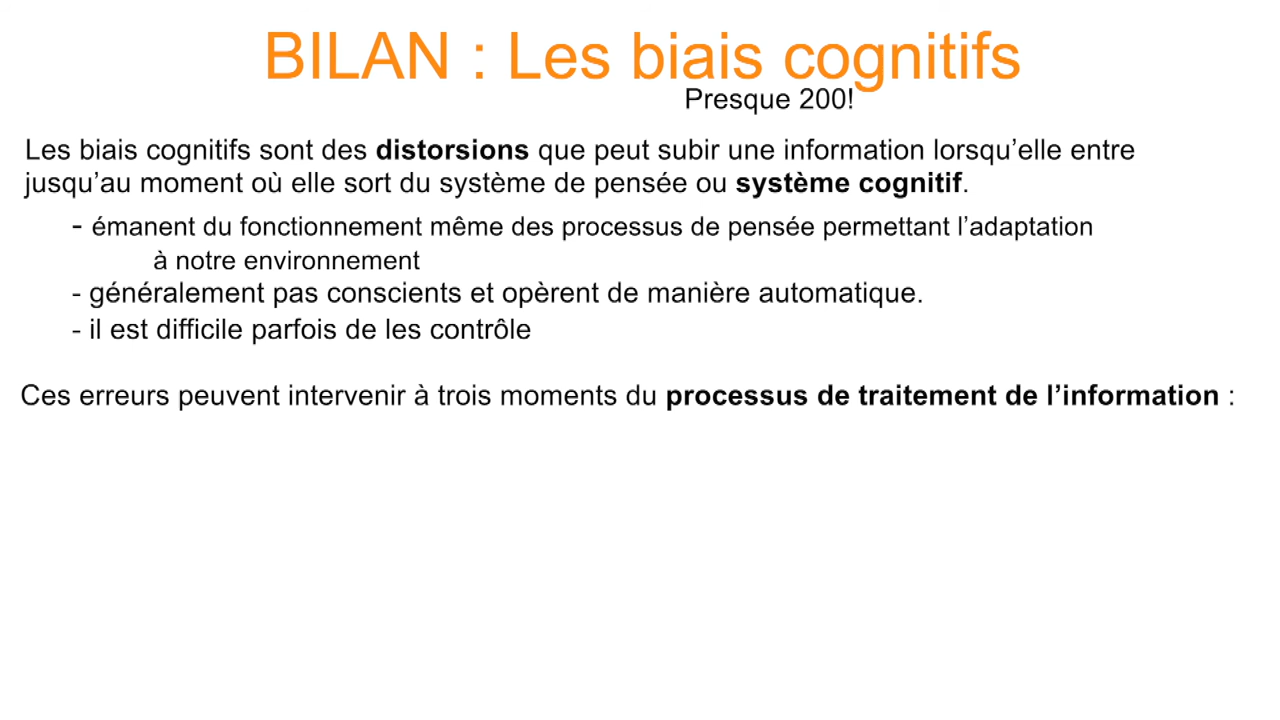 BILAN : Les biais cognitifs
Presque 200!
Les biais cognitifs sont des distorsions que peut subir une information lorsqu’elle entre
jusqu’au moment où elle sort du système de pensée ou système cognitif.
- émanent du fonctionnement même des processus de pensée permettant l’adaptation
à notre environnement
- généralement pas conscients et opèrent de manière automatique.
- il est difficile parfois de les contrôle
Ces erreurs peuvent intervenir à trois moments du processus de traitement de l’information :